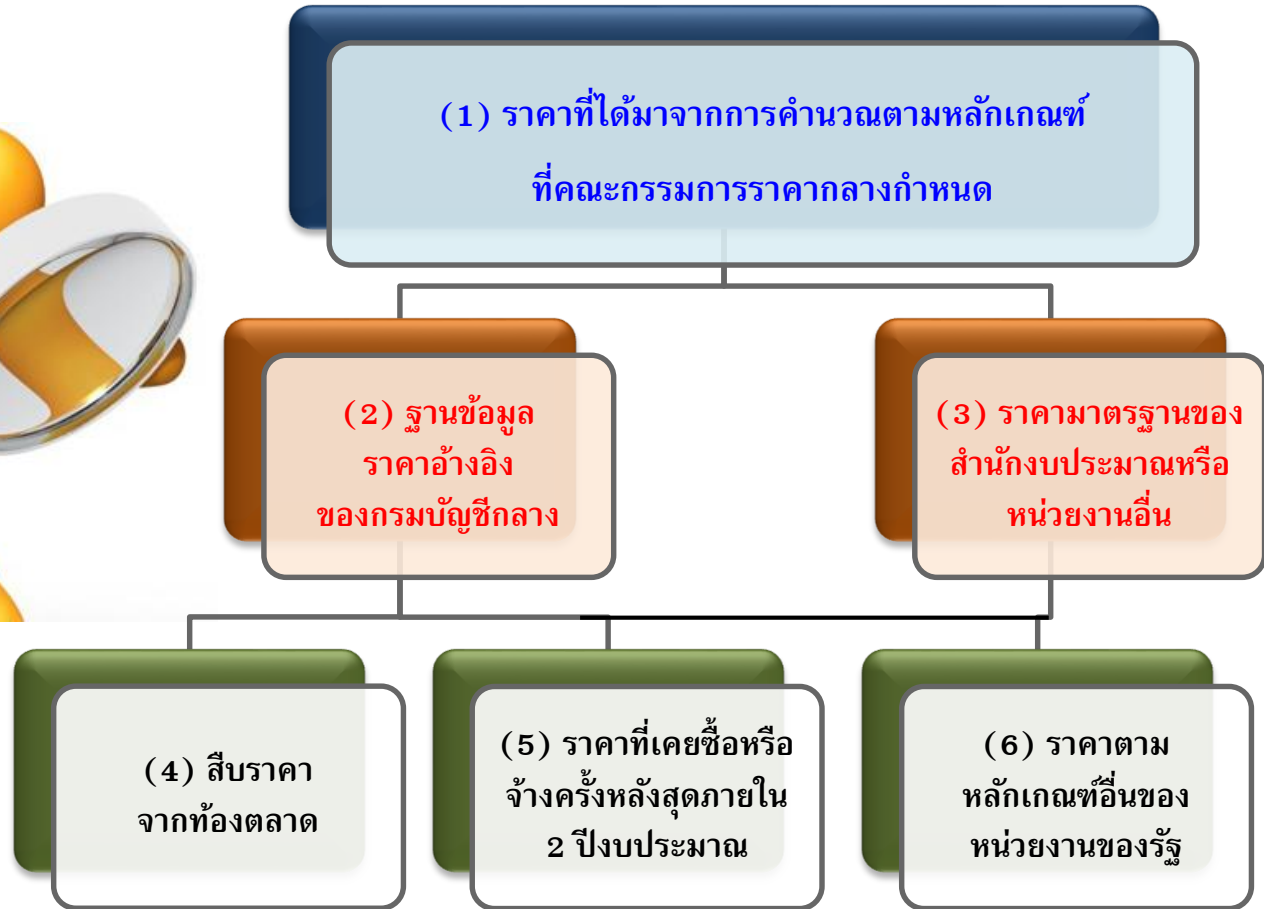 (1) ราคาที่ได้มาจากการคำนวณตามหลักเกณฑ์
ที่คณะกรรมการราคากลางกำหนด
(2) ฐานข้อมูล
ราคาอ้างอิง
ของกรมบัญชีกลาง
(3) ราคามาตรฐานของ
สำนักงบประมาณหรือ
หน่วยงานอื่น
(4) สืบราคา
จากท้องตลาด
(5) ราคาที่เคยซื้อหรือ
จ้างครั้งหลังสุดภายใน
2 ปีงบประมาณ
(6) ราคาตาม
หลักเกณฑ์อื่นของ
หน่วยงานของรัฐ